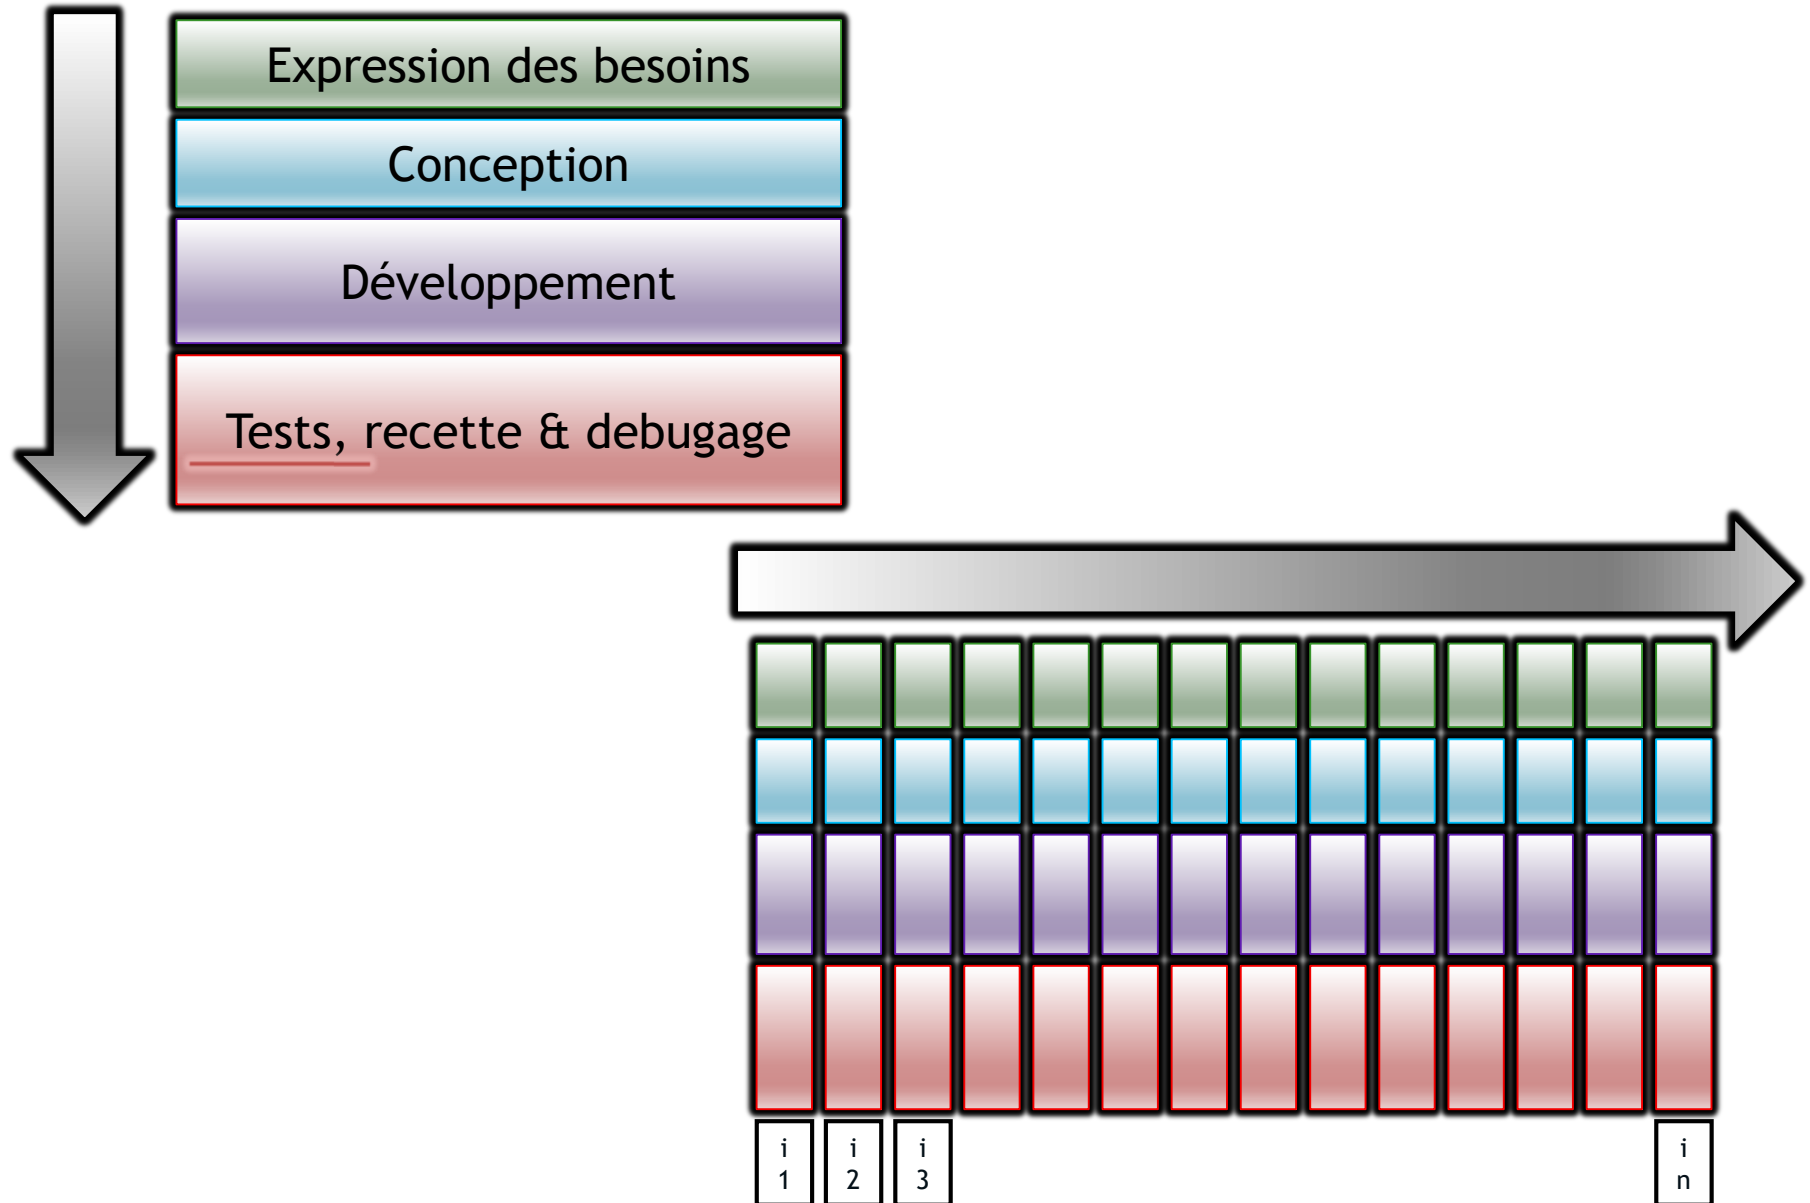 Expression des besoins
Conception
Développement
Tests, recette & debugage
i
1
i
2
i
3
i
n